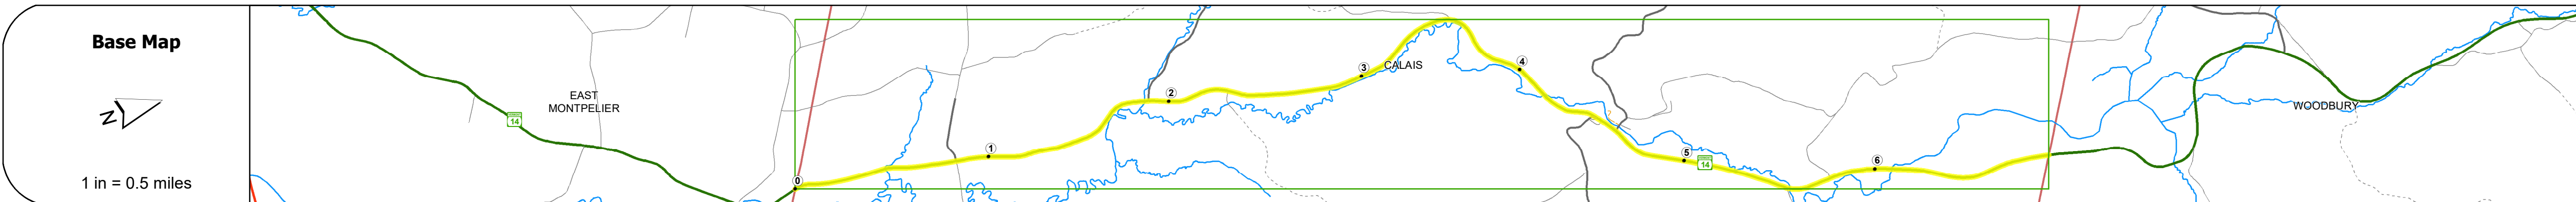 Base Map
N
1 in = 0.5 miles
EAST
MONTPELIER
14
0
1
2
3
CALAIS
4
5
14
6
WOODBURY